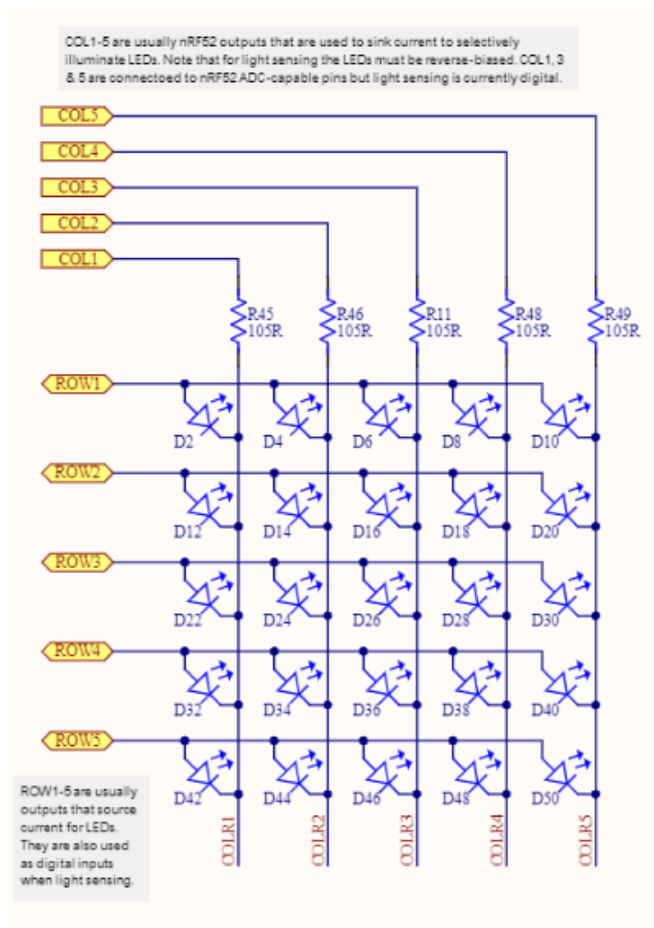 COL1-5 are usually nRF52 outputs that are used to sink current to selectively
illuminate LEDs. Note that for light sensing the LEDs must be reverse-biased. COL1, 3
& 5 are connectoed to nRF52 ADC-capable pins but light sensing is currently digital.
COL5
COL4
COL3
COL2
COL1
R45 R46 R11 R48 R49
105R 105R 105R 105R 105R
ROW1
D2 D4 D6 D8 D10
ROW2
D12 D14 D16 D18 D20
ROW3
D22 D24 D26 D28 D30
ROW4
D32 D34 D36 D38 D40
ROW5
D42 D44 D46 D48 D50
ROW1-5 are usually
outputs that source
current for LEDs.
They are also used
as digital inputs
when light sensing.
COLR1 COLR2 COLR3 COLR4 COLR5